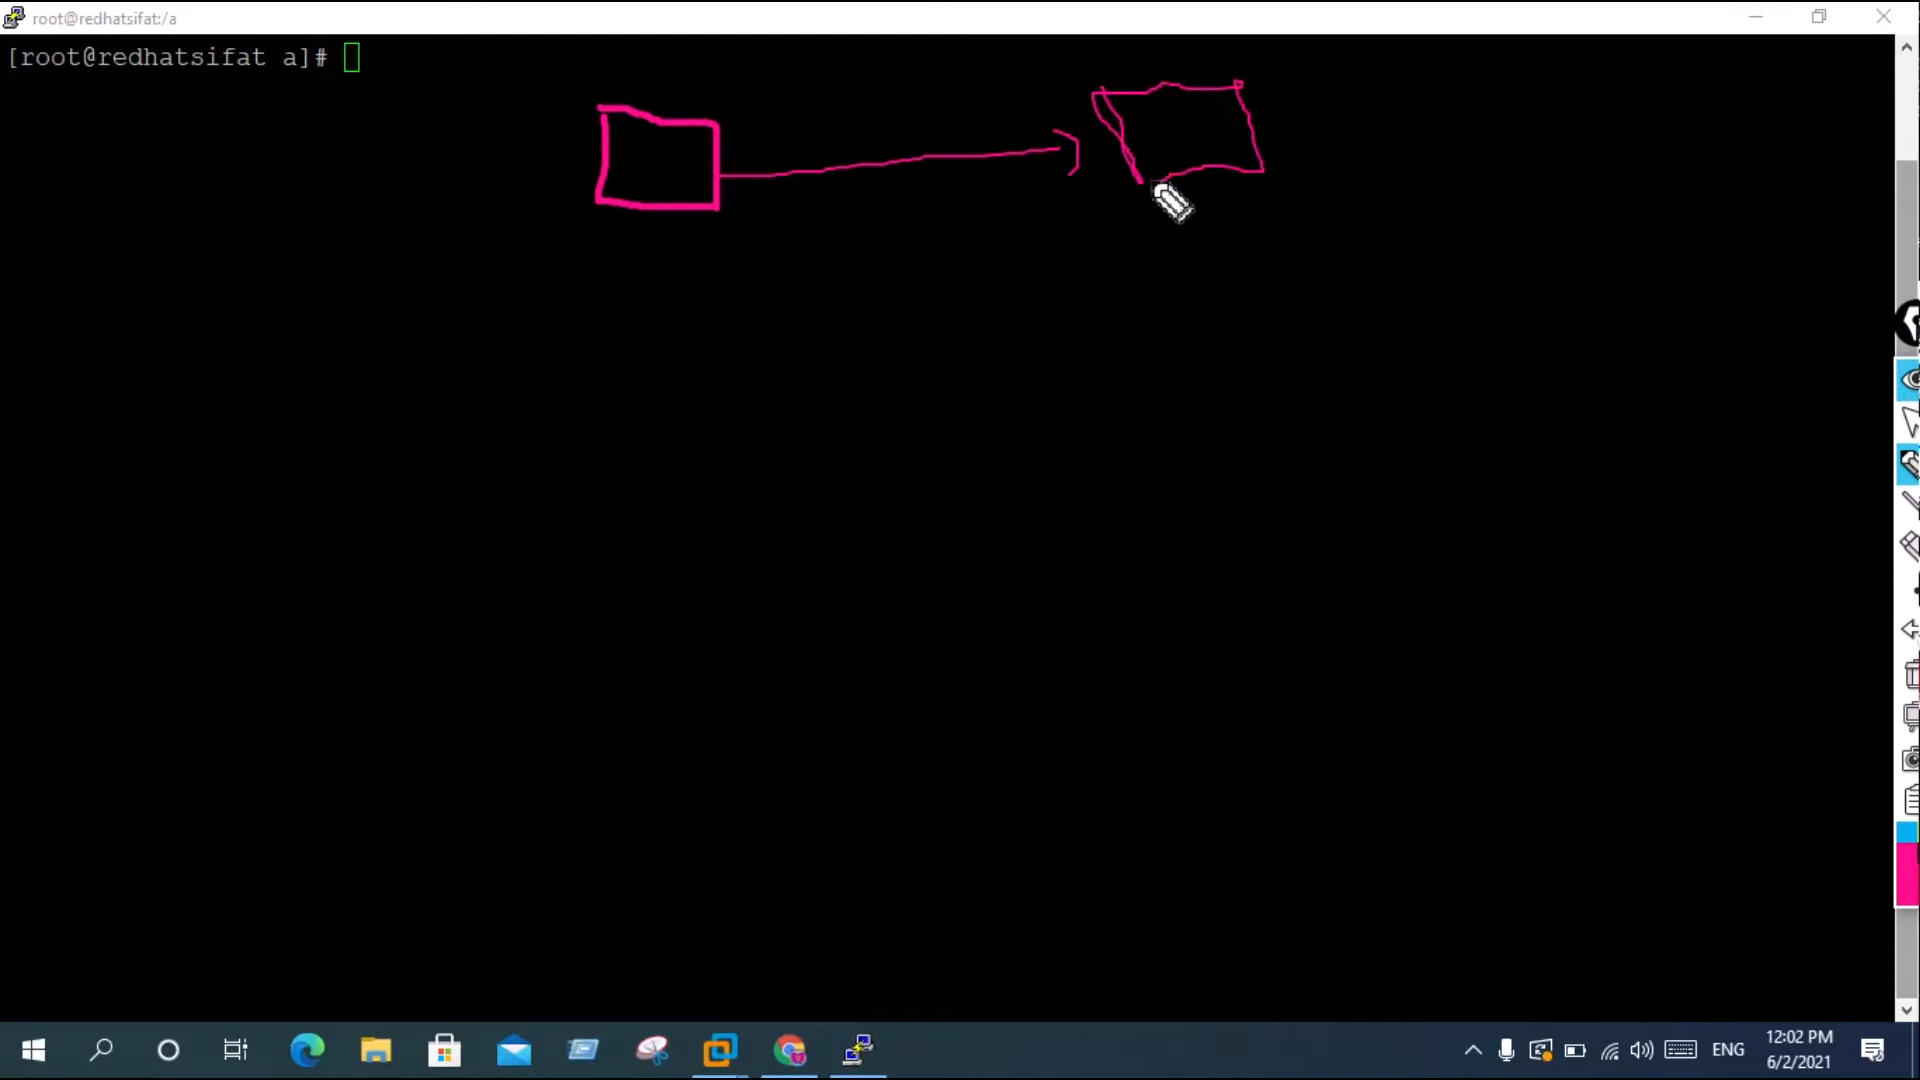 root@redhatsifat:/a
[root@redhatsifat a]#
ENG
12:02 PM
6/2/2021